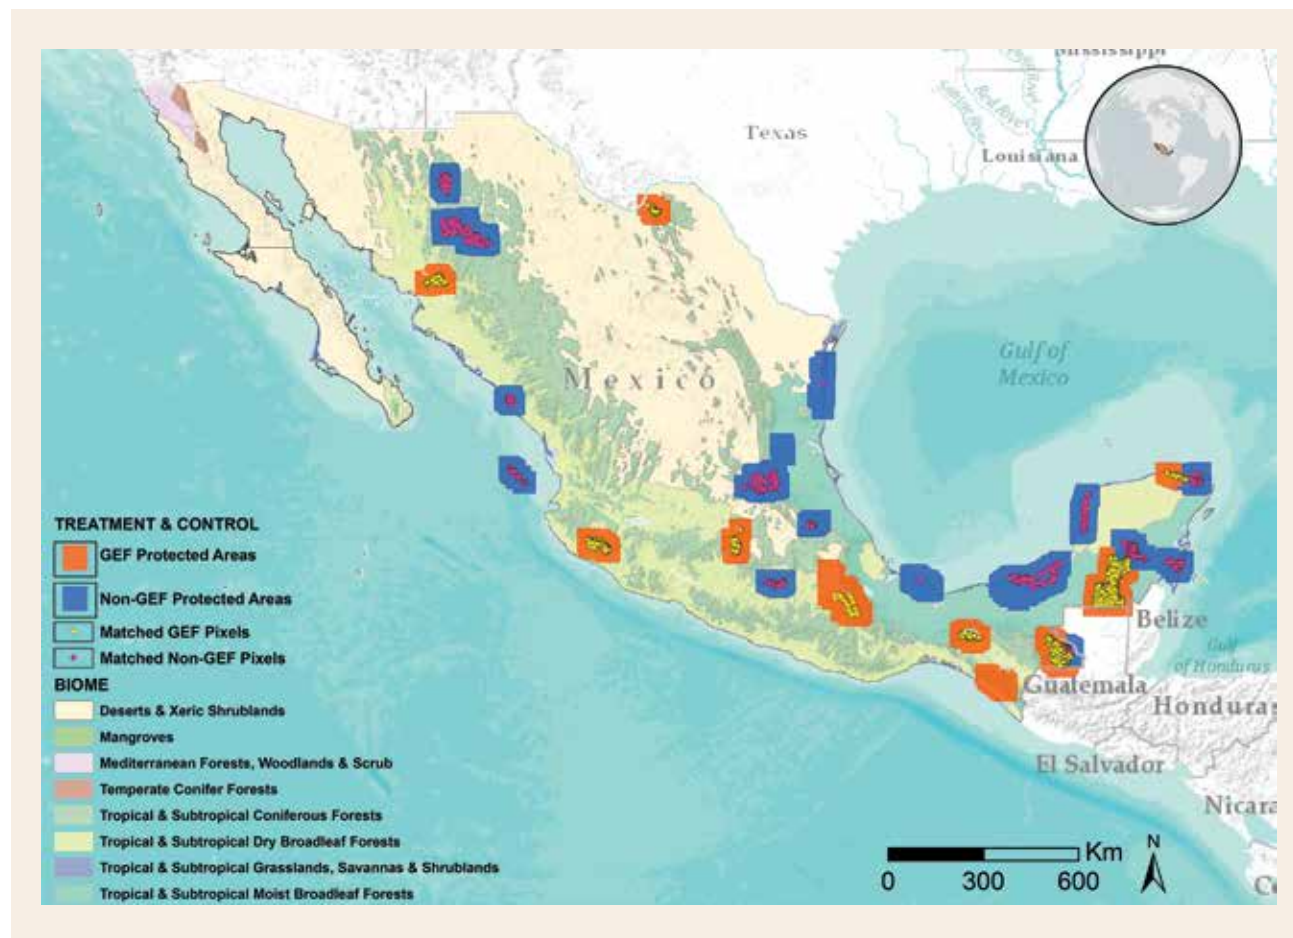 Mississippi
Red River
Texas
Louisiana
Gulf of
Mexico
Mexico
TREATMENT & CONTROL
GEF Protected Areas
Non-GEF Protected Areas
Matched GEF Pixels
Matched Non-GEF Pixels
BIOME
Deserts & Xeric Shrublands
Mangroves
Mediterranean Forests, Woodlands & Scrub
Temperate Conifer Forests
Tropical & Subtropical Coniferous Forests
Tropical & Subtropical Dry Broadleaf Forests
Tropical & Subtropical Grasslands, Savannas & Shrublands
Tropical & Subtropical Moist Broadleaf Forests
Belize
Gulf
of Honduras
Guatemala
Honduras
El Salvador
Nicara
Km
N
0 300 600